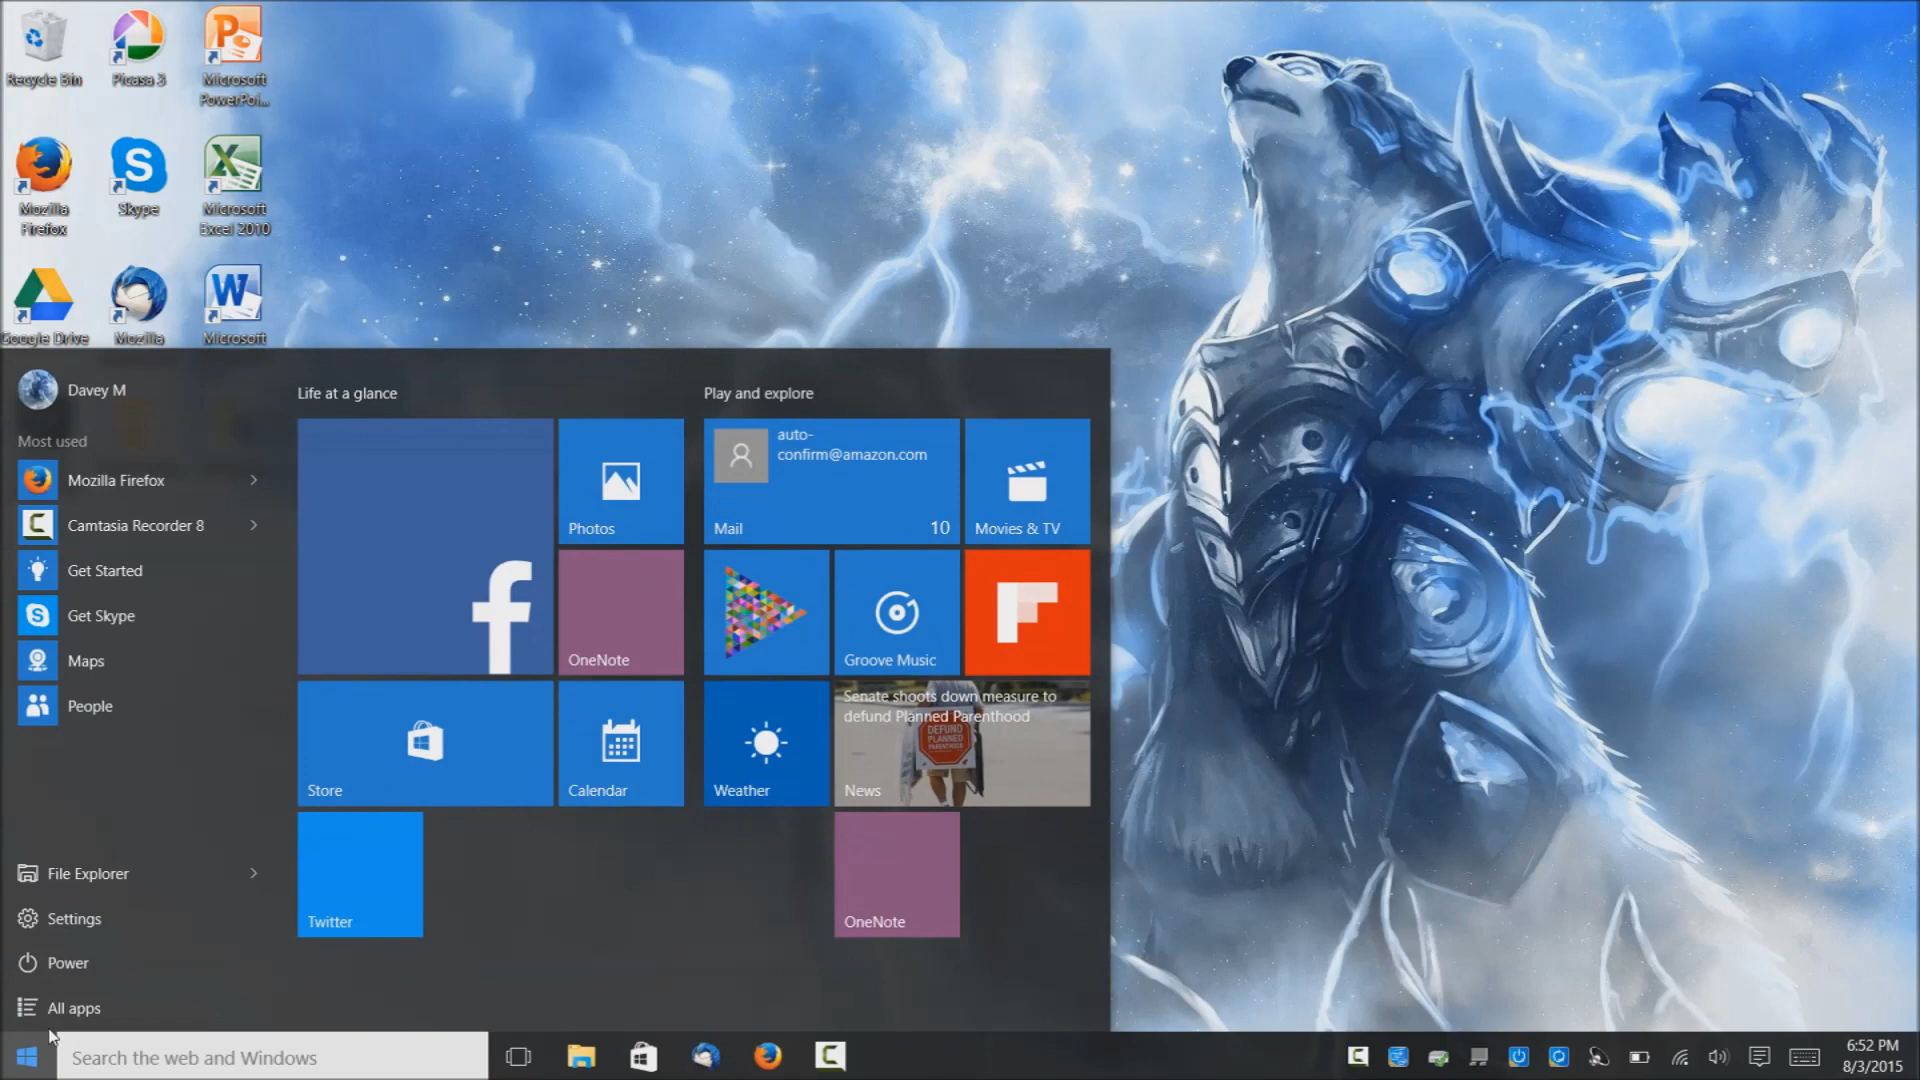 Recycle Bin
Picasa 3
Microsoft
PowerPoi...
Mozilla
Firefox
Skype
Microsoft
Excel 2010
Google Drive
Mozilla
Microsoft
Davey M
Most used
Mozilla Firefox
Camtasia Recorder 8
Get Started
Get Skype
Maps
People
File Explorer
Settings
Power
All apps
Life at a glance
Photos
OneNote
Store
Calendar
Twitter
Play and explore
auto-
confirm@amazon.com
Mail 10
Movies & TV
Groove Music
Weather
Senate shoots down measure to
defund Planned Parenthood
DEFUND
PLANNED
PARENTHOOD
News
OneNote
Search the web and Windows
6:52 PM
8/3/2015